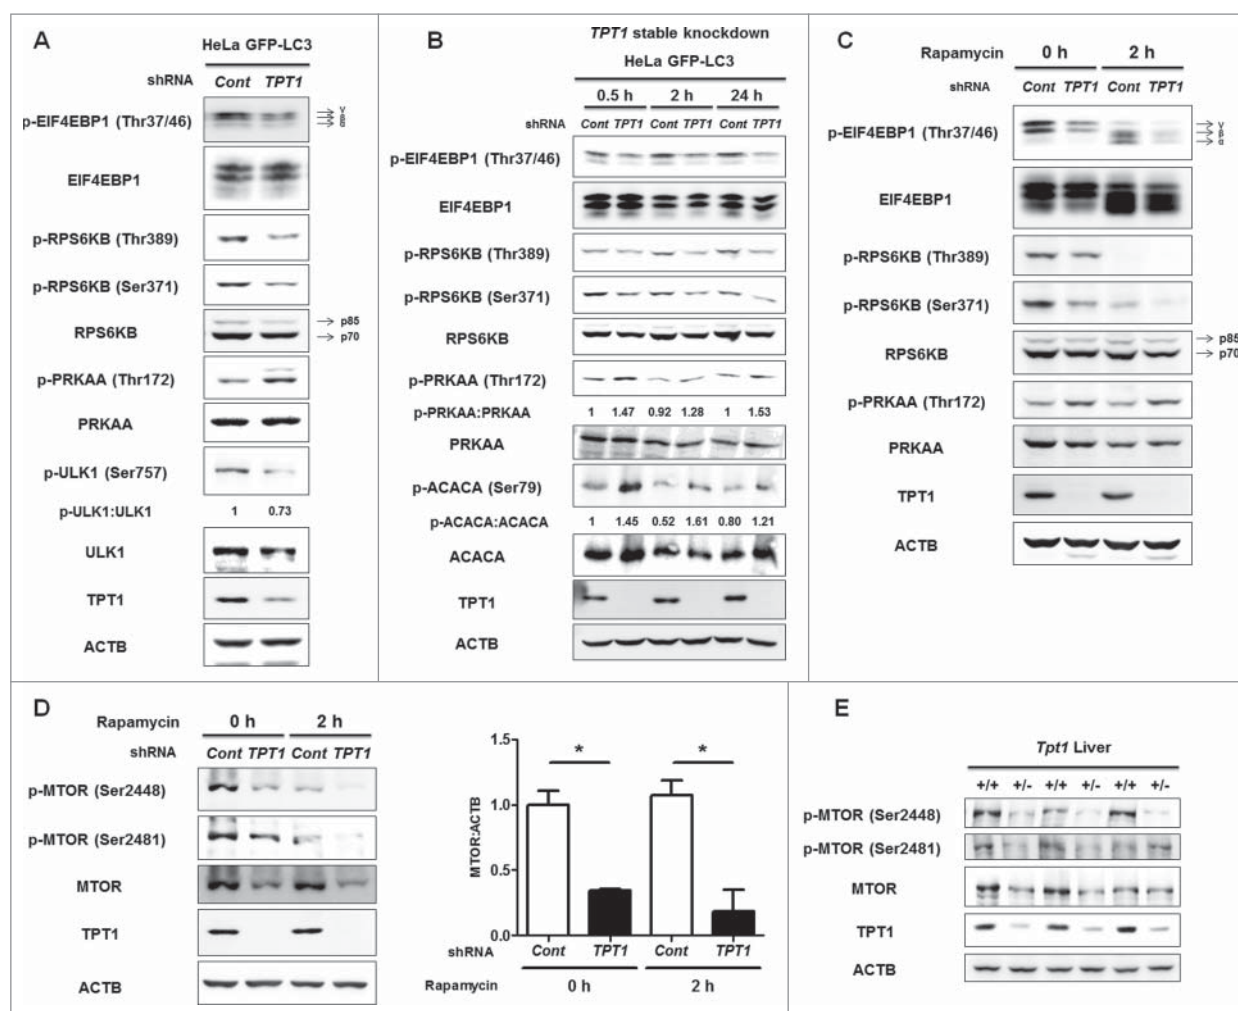 A
HeLa GFP-LC3
shRNA Cont TPT1
p-EIF4EBP1 (Thr37/46) γ β α
EIF4EBP1
p-RPS6KB (Thr389)
p-RPS6KB (Ser371)
RPS6KB p85 p70
p-PRKAA (Thr172)
PRKAA
p-ULK1 (Ser757)
p-ULK1:ULK1 1 0.73
ULK1
TPT1
ACTB
B
TPT1 stable knockdown
HeLa GFP-LC3
0.5 h 2 h 24 h
shRNA Cont TPT1 Cont TPT1 Cont TPT1
p-EIF4EBP1 (Thr37/46)
EIF4EBP1
p-RPS6KB (Thr389)
p-RPS6KB (Ser371)
RPS6KB
p-PRKAA (Thr172)
p-PRKAA:PRKAA 1 1.47 0.92 1.28 1 1.53
PRKAA
p-ACACA (Ser79)
p-ACACA:ACACA 1 1.45 0.52 1.61 0.80 1.21
ACACA
TPT1
ACTB
C
Rapamycin 0 h 2 h
shRNA Cont TPT1 Cont TPT1
p-EIF4EBP1 (Thr37/46) γ β α
EIF4EBP1
p-RPS6KB (Thr389)
p-RPS6KB (Ser371)
RPS6KB p85 p70
p-PRKAA (Thr172)
PRKAA
TPT1
ACTB
D
Rapamycin 0 h 2 h
shRNA Cont TPT1 Cont TPT1
p-MTOR (Ser2448)
p-MTOR (Ser2481)
MTOR
TPT1
ACTB
MTOR:ACTB
1.5
1.0
0.5
0.0
* *
shRNA Cont TPT1 Cont TPT1
Rapamycin 0 h 2 h
E
Tpt1 Liver
+/+ +/- +/+ +/- +/+ +/-
p-MTOR (Ser2448)
p-MTOR (Ser2481)
MTOR
TPT1
ACTB